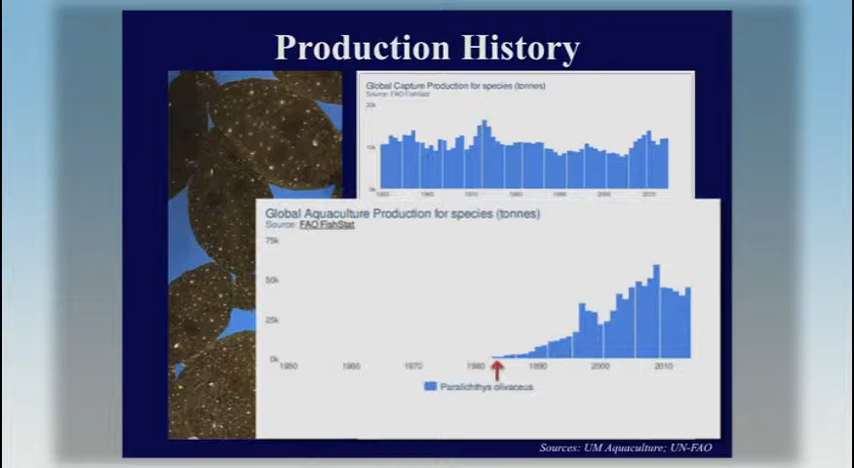 Production History
Global Capture Production for species (tonnes)
Source: FAO FishStat
20k
10k
0k
1950 1960 1970 1980 1990 2000 2010
Global Aquaculture Production for species (tonnes)
Source: FAO FishStat
75k
50k
25k
0k
1950 1960 1970 1980 1990 2000 2010
Paralichthys olivaceus
Sources: UM Aquaculture; UN-FAO